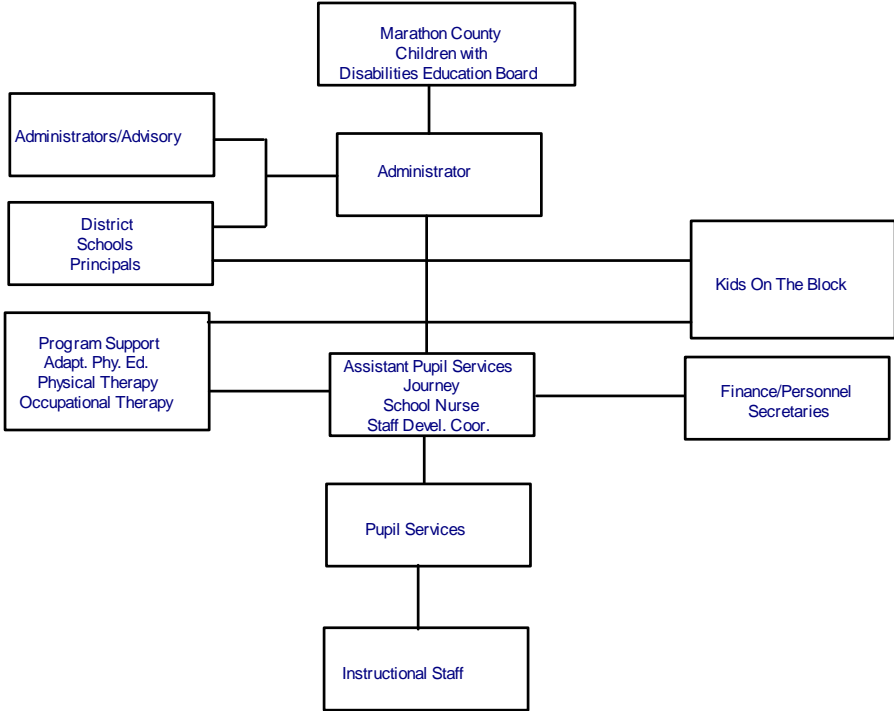 Marathon County
Children with
Disabilities Education Board
Administrators/Advisory
Administrator
District
Schools
Principals
Kids On The Block
Program Support
Adapt. Phy. Ed.
Physical Therapy
Occupational Therapy
Assistant Pupil Services
Journey
School Nurse
Staff Devel. Coor.
Finance/Personnel
Secretaries
Pupil Services
Instructional Staff